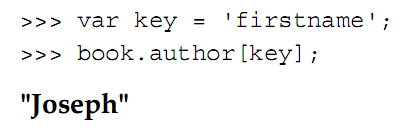 >>> var key = 'firstname';
>>> book.author[key];
"Joseph"